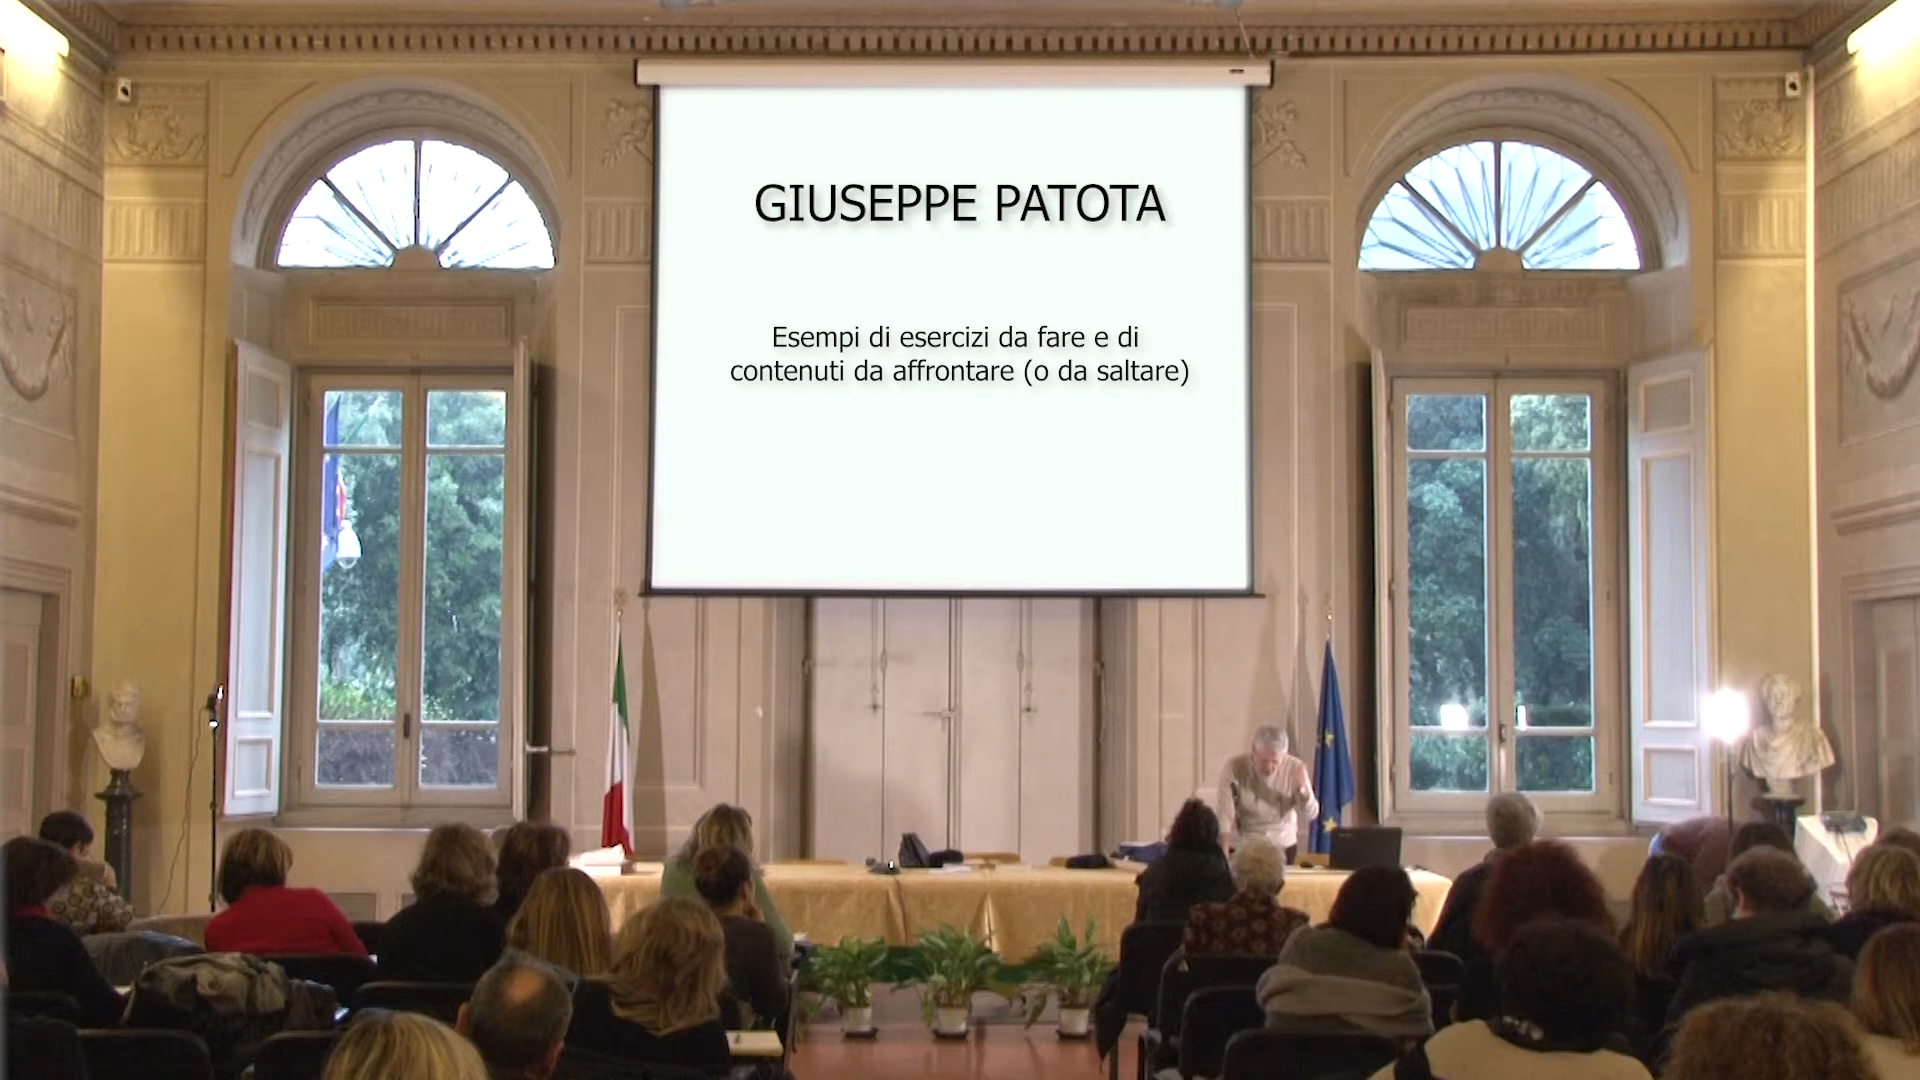 GIUSEPPE PATOTA
Esempi di esercizi da fare e di
contenuti da affrontare (o da saltare)